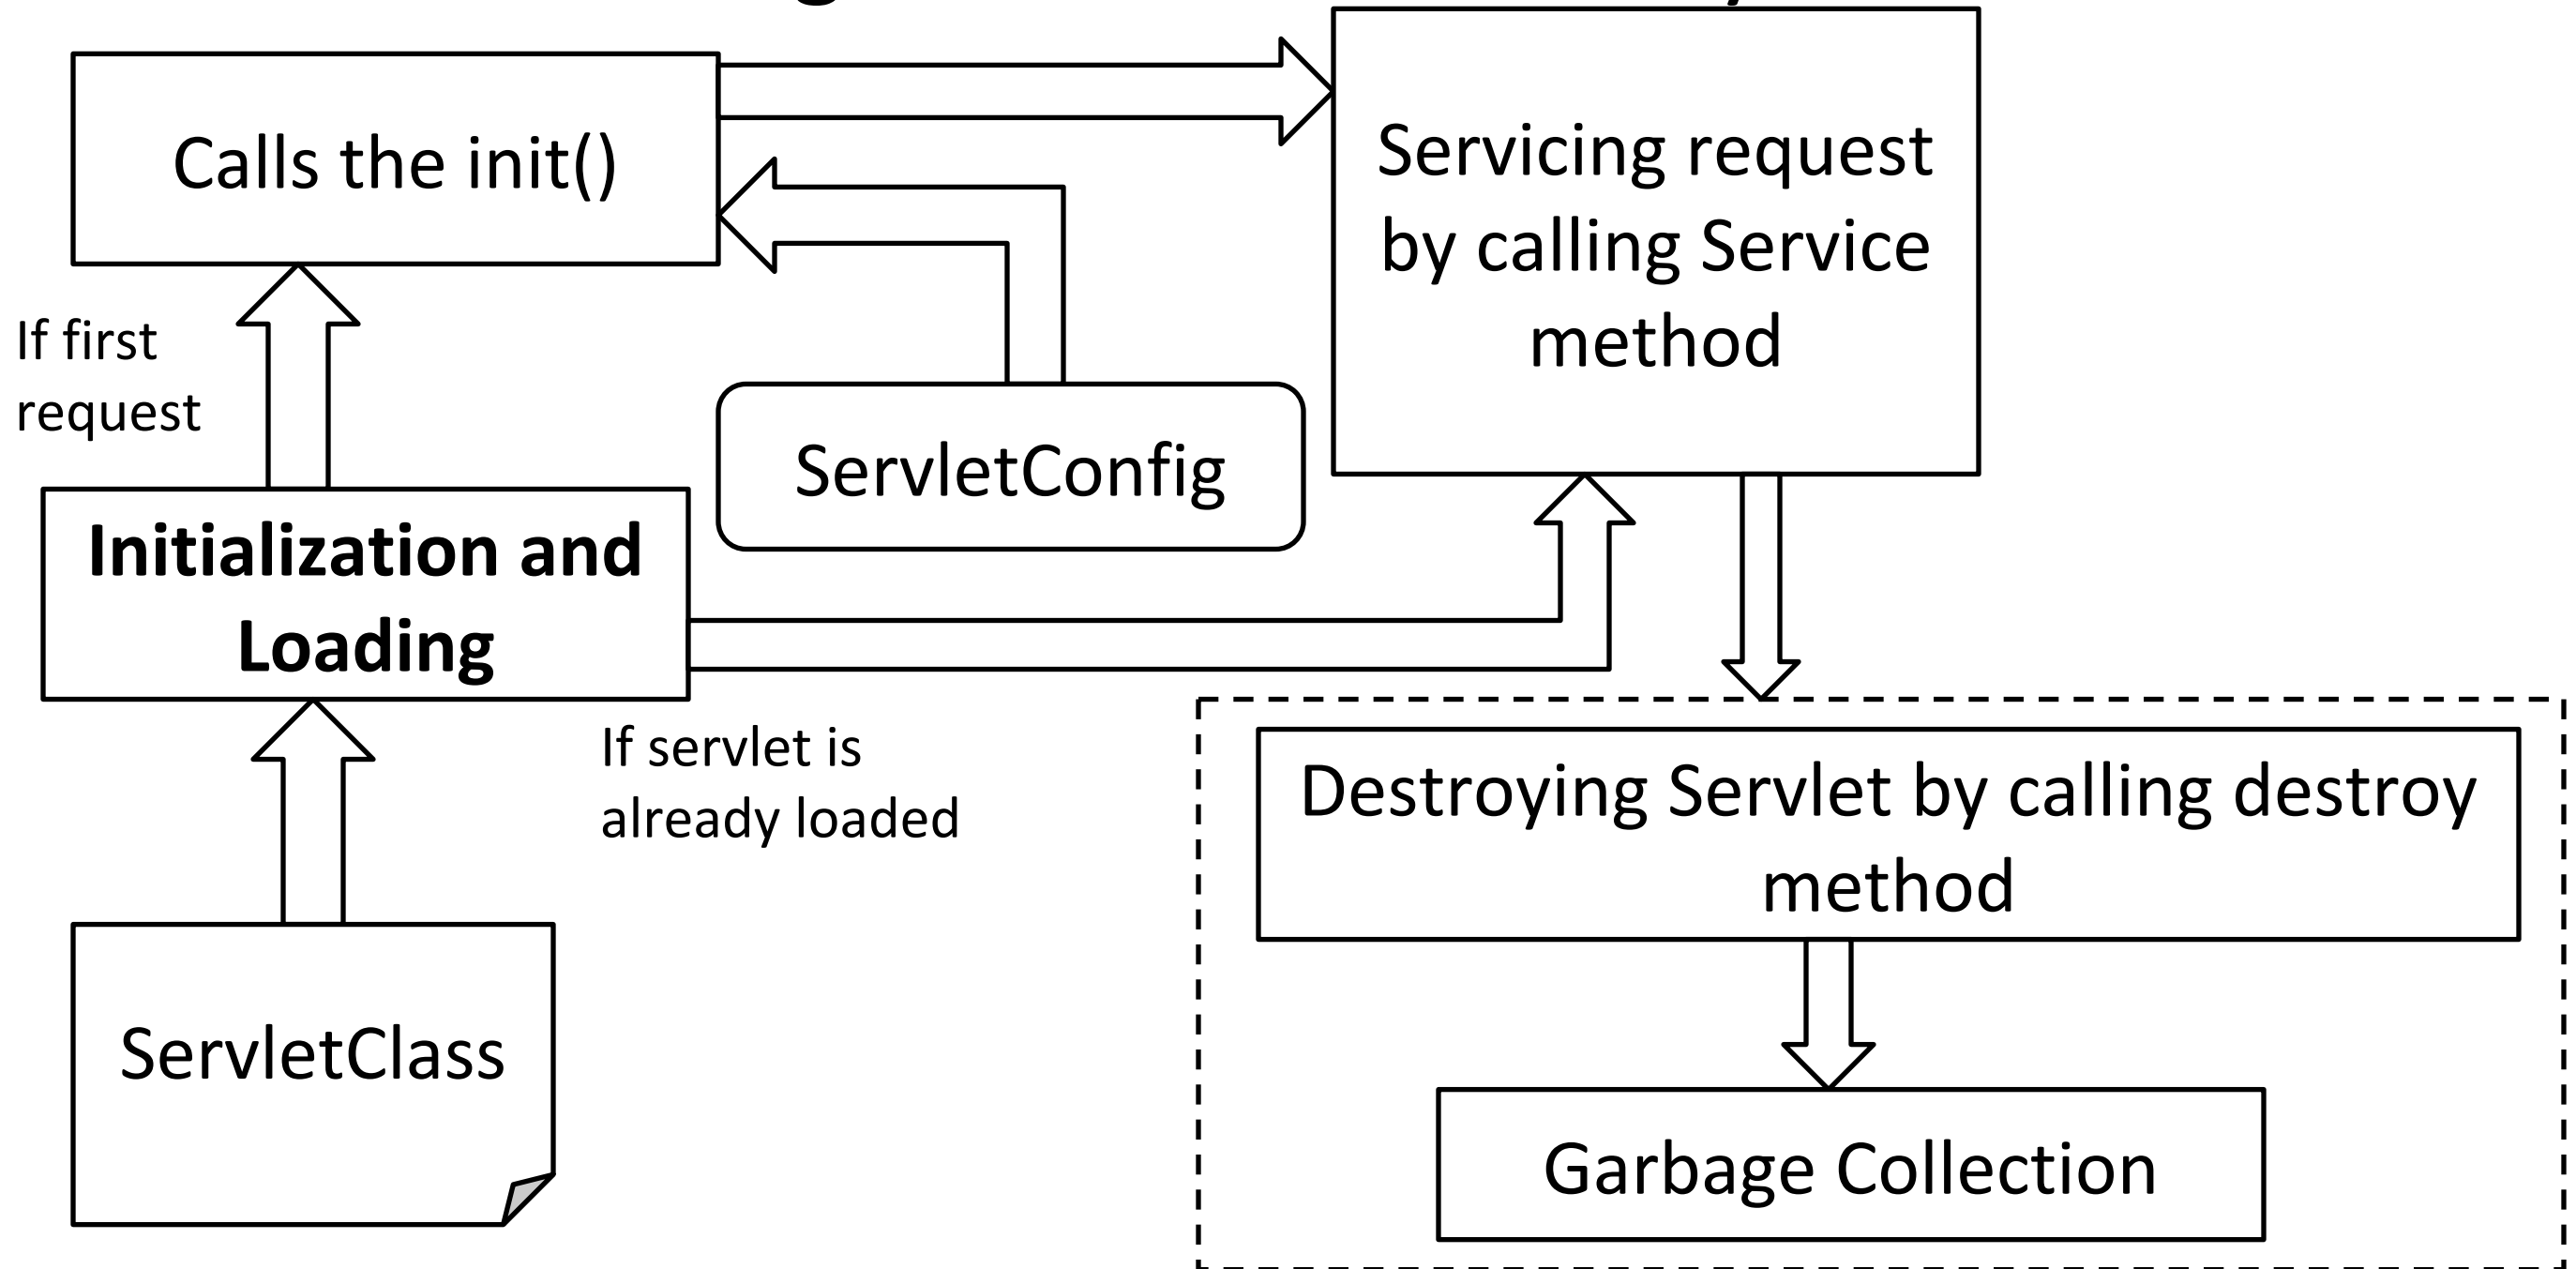 Calls the init()
Servicing request
by calling Service
method
If first
request
ServletConfig
Initialization and
Loading
If servlet is
already loaded
Destroying Servlet by calling destroy
method
ServletClass
Garbage Collection